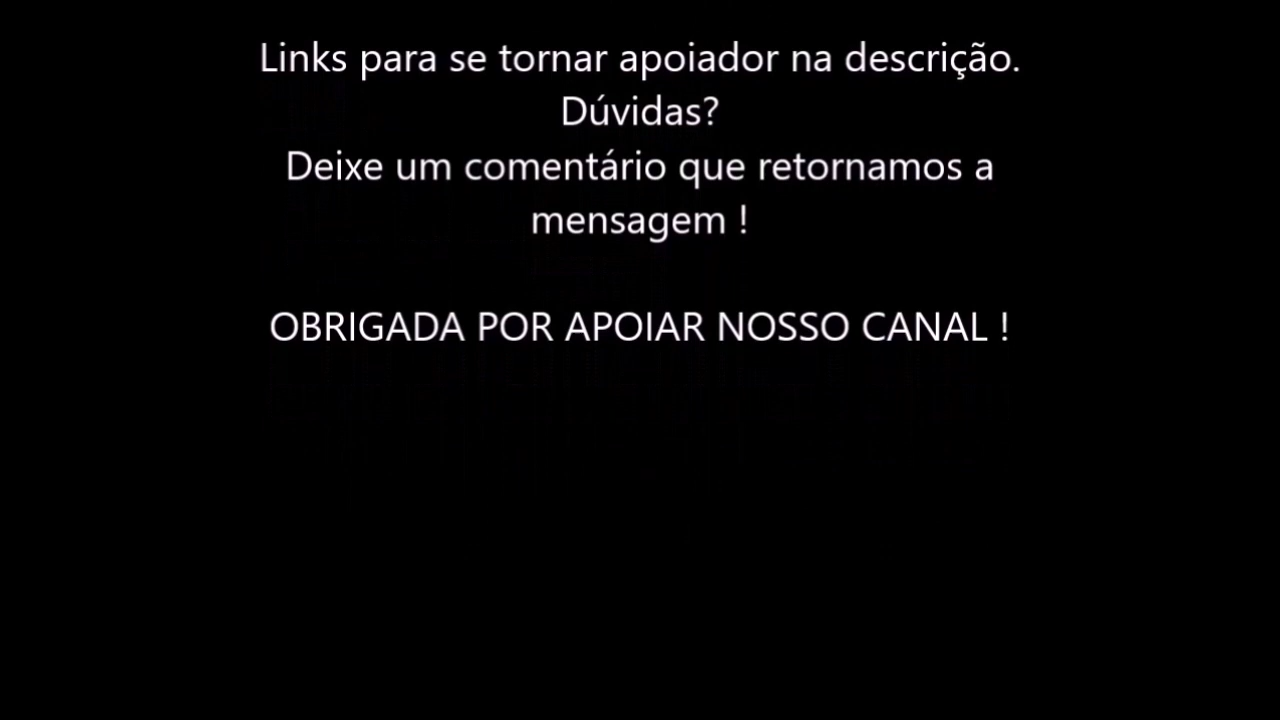 Links para se tornar apoiador na descrição.
Dúvidas?
Deixe um comentário que retornamos a
mensagem !
OBRIGADA POR APOIAR NOSSO CANAL !